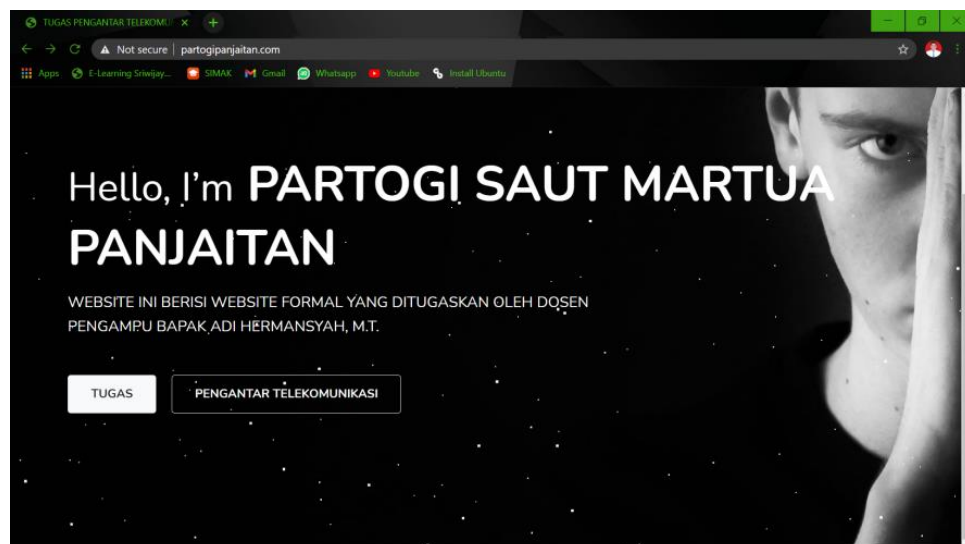 TUGAS PENGANTAR TELEKOMU
Not secure | partogipanjaitan.com
Apps E-Learning Sriwijay... SIMAK Gmail Whatsapp Youtube Install Ubuntu
Hello, I'm PARTOGI SAUT MARTUA
PANJAITAN
WEBSITE INI BERISI WEBSITE FORMAL YANG DITUGASKAN OLEH DOSEN
PENGAMPU BAPAK ADI HERMANSYAH, M.T.
TUGAS PENGANTAR TELEKOMUNIKASI